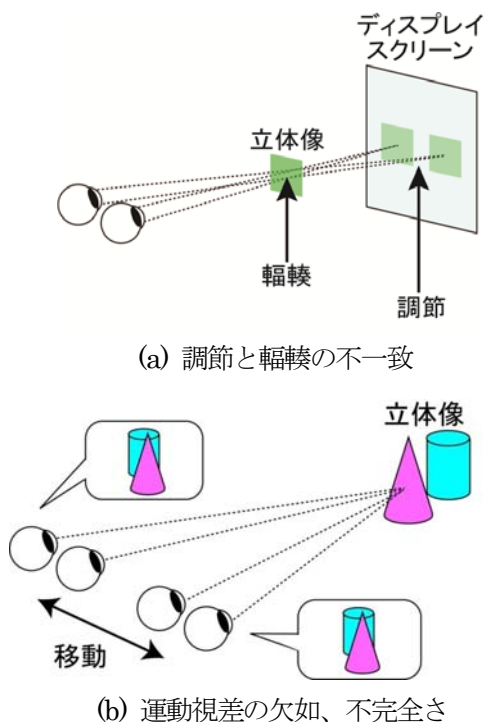 ディスプレイ
スクリーン
立体像
輻輳
調節
(a) 調節と輻輳の不一致
立体像
移動
(b) 運動視差の欠如、不完全さ